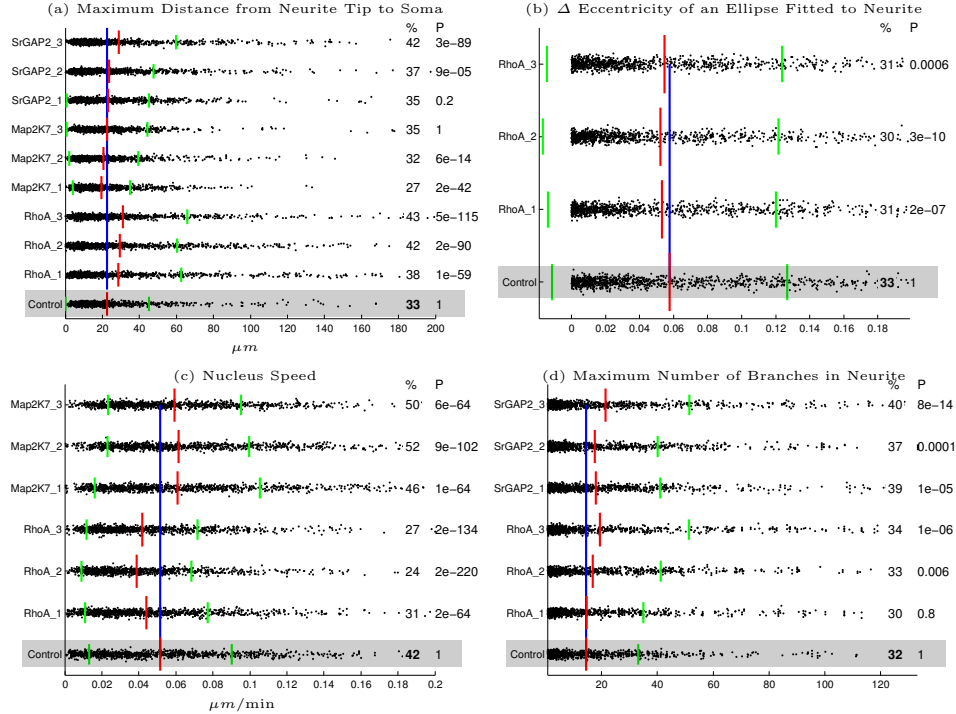 (a) Maximum Distance from Neurite Tip to Soma
% P
SrGAP2_3 42 3e−89
SrGAP2_2 37 9e−05
SrGAP2_1 35 0.2
Map2K7_3 35 1
Map2K7_2 32 6e−14
Map2K7_1 27 2e−42
RhoA_3 43 5e−115
RhoA_2 42 2e−90
RhoA_1 38 1e−59
Control 33 1
0 20 40 60 80 100 120 140 160 180 200
μm
(b) Δ Eccentricity of an Ellipse Fitted to Neurite
% P
RhoA_3 31 0.0006
RhoA_2 30 3e−10
RhoA_1 31 2e−07
Control 33 1
0 0.02 0.04 0.06 0.08 0.1 0.12 0.14 0.16 0.18
(c) Nucleus Speed
% P
Map2K7_3 50 6e−64
Map2K7_2 52 9e−102
Map2K7_1 46 1e−64
RhoA_3 27 2e−134
RhoA_2 24 2e−220
RhoA_1 31 2e−64
Control 42 1
0 0.02 0.04 0.06 0.08 0.1 0.12 0.14 0.16 0.18 0.2
μm/min
(d) Maximum Number of Branches in Neurite
% P
SrGAP2_3 40 8e−14
SrGAP2_2 37 0.0001
SrGAP2_1 39 1e−05
RhoA_3 34 1e−06
RhoA_2 33 0.006
RhoA_1 30 0.8
Control 32 1
20 40 60 80 100 120